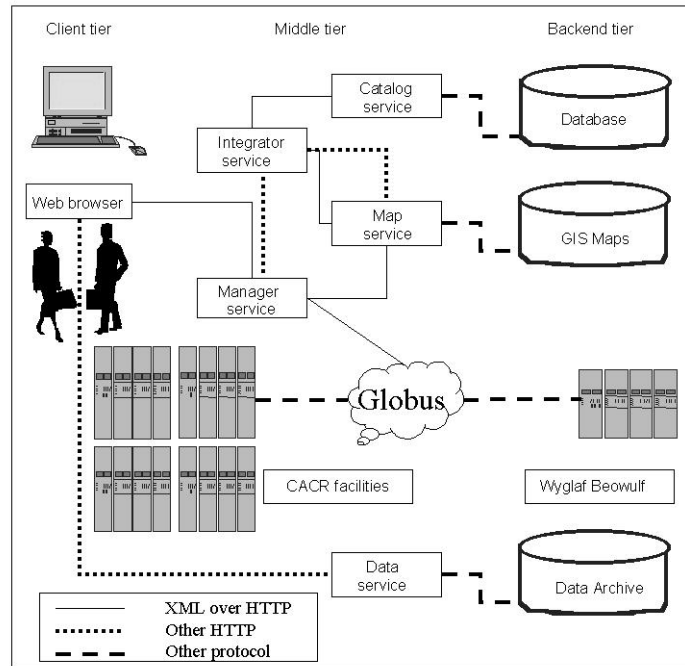 Client tier
Middle tier
Backend tier
Catalog
service
Database
Integrator
service
Web browser
Map
service
GIS Maps
Manager
service
Globus
CACR facilities
Wyglaf Beowulf
Data
service
Data Archive
XML over HTTP
Other HTTP
Other protocol